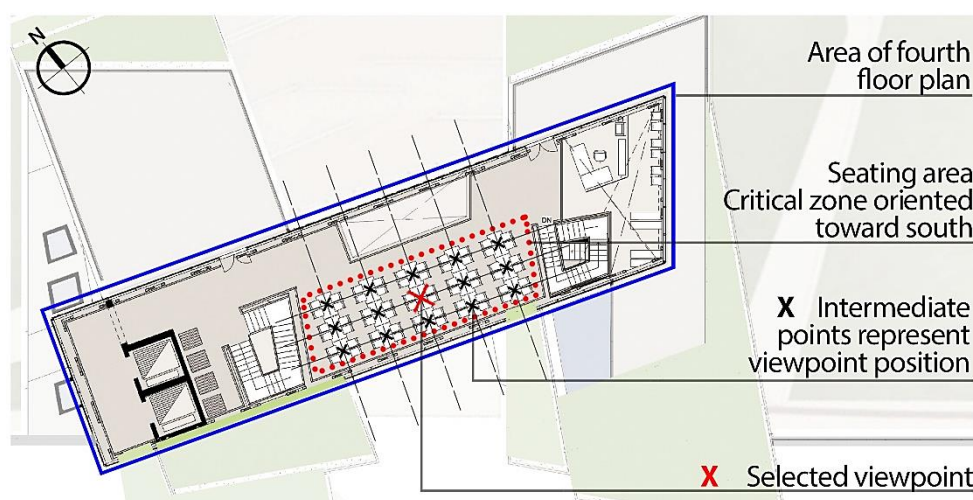 N
Area of fourth
floor plan
Seating area
Critical zone oriented
toward south
DN
X Intermediate
points represent
viewpoint position
X Selected viewpoint